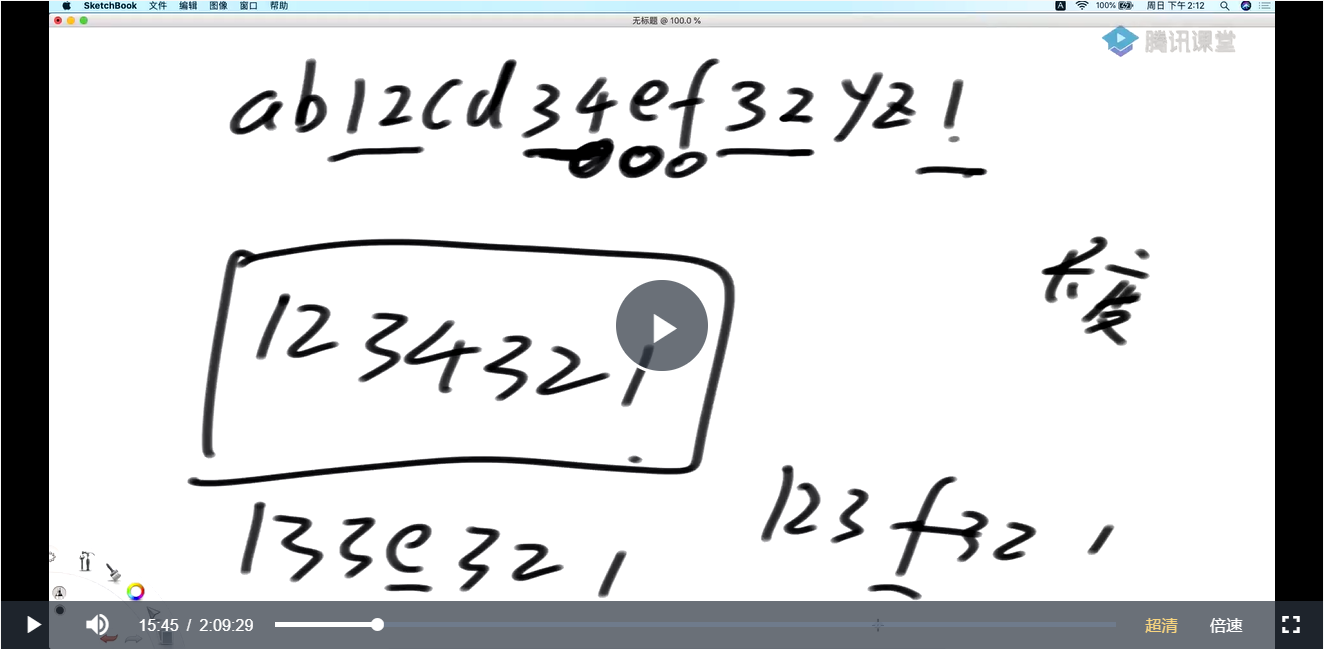 SketchBook 文件 编辑 图像 窗口 帮助 A 100% 周日 下午2:12
无标题 @ 100.0 %
腾讯课堂
ab12cd34ef32yz1
000
长度
1234321
133e321
123f321
15:45 / 2:09:29 超清 倍速